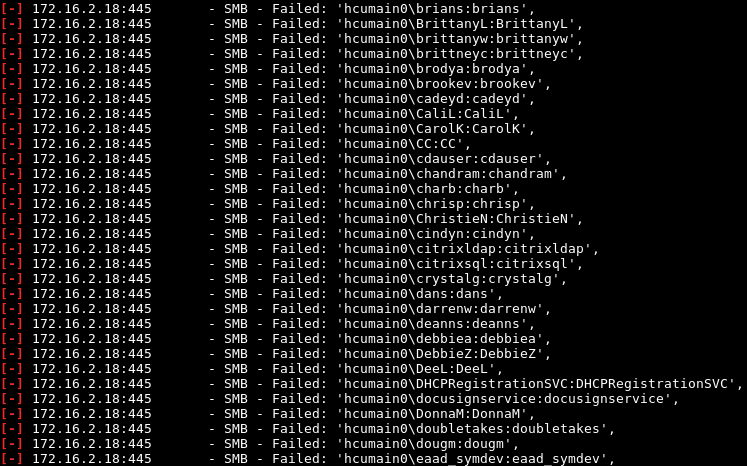 [-] 172.16.2.18:445 - SMB - Failed: 'hcumain0\brians:brians',
[-] 172.16.2.18:445 - SMB - Failed: 'hcumain0\BrittanyL:BrittanyL',
[-] 172.16.2.18:445 - SMB - Failed: 'hcumain0\brittanyw:brittanyw',
[-] 172.16.2.18:445 - SMB - Failed: 'hcumain0\brittneyc:brittneyc',
[-] 172.16.2.18:445 - SMB - Failed: 'hcumain0\brodya:brodya',
[-] 172.16.2.18:445 - SMB - Failed: 'hcumain0\brookev:brookev',
[-] 172.16.2.18:445 - SMB - Failed: 'hcumain0\cadeyd:cadeyd',
[-] 172.16.2.18:445 - SMB - Failed: 'hcumain0\CaliL:CaliL',
[-] 172.16.2.18:445 - SMB - Failed: 'hcumain0\CarolK:CarolK',
[-] 172.16.2.18:445 - SMB - Failed: 'hcumain0\CC:CC',
[-] 172.16.2.18:445 - SMB - Failed: 'hcumain0\cdauser:cdauser',
[-] 172.16.2.18:445 - SMB - Failed: 'hcumain0\chandram:chandram',
[-] 172.16.2.18:445 - SMB - Failed: 'hcumain0\charb:charb',
[-] 172.16.2.18:445 - SMB - Failed: 'hcumain0\chrisp:chrisp',
[-] 172.16.2.18:445 - SMB - Failed: 'hcumain0\ChristieN:ChristieN',
[-] 172.16.2.18:445 - SMB - Failed: 'hcumain0\cindyn:cindyn',
[-] 172.16.2.18:445 - SMB - Failed: 'hcumain0\citrixldap:citrixldap',
[-] 172.16.2.18:445 - SMB - Failed: 'hcumain0\citrixsql:citrixsql',
[-] 172.16.2.18:445 - SMB - Failed: 'hcumain0\crystalg:crystalg',
[-] 172.16.2.18:445 - SMB - Failed: 'hcumain0\dans:dans',
[-] 172.16.2.18:445 - SMB - Failed: 'hcumain0\darrenw:darrenw',
[-] 172.16.2.18:445 - SMB - Failed: 'hcumain0\deanns:deanns',
[-] 172.16.2.18:445 - SMB - Failed: 'hcumain0\debbiea:debbiea',
[-] 172.16.2.18:445 - SMB - Failed: 'hcumain0\DebbieZ:DebbieZ',
[-] 172.16.2.18:445 - SMB - Failed: 'hcumain0\DeeL:DeeL',
[-] 172.16.2.18:445 - SMB - Failed: 'hcumain0\DHCPRegistrationSVC:DHCPRegistrationSVC',
[-] 172.16.2.18:445 - SMB - Failed: 'hcumain0\docusignservice:docusignservice',
[-] 172.16.2.18:445 - SMB - Failed: 'hcumain0\DonnaM:DonnaM',
[-] 172.16.2.18:445 - SMB - Failed: 'hcumain0\doubletakes:doubletakes',
[-] 172.16.2.18:445 - SMB - Failed: 'hcumain0\dougm:dougm',
[-] 172.16.2.18:445 - SMB - Failed: 'hcumain0\eaad_symdev:eaad_symdev',